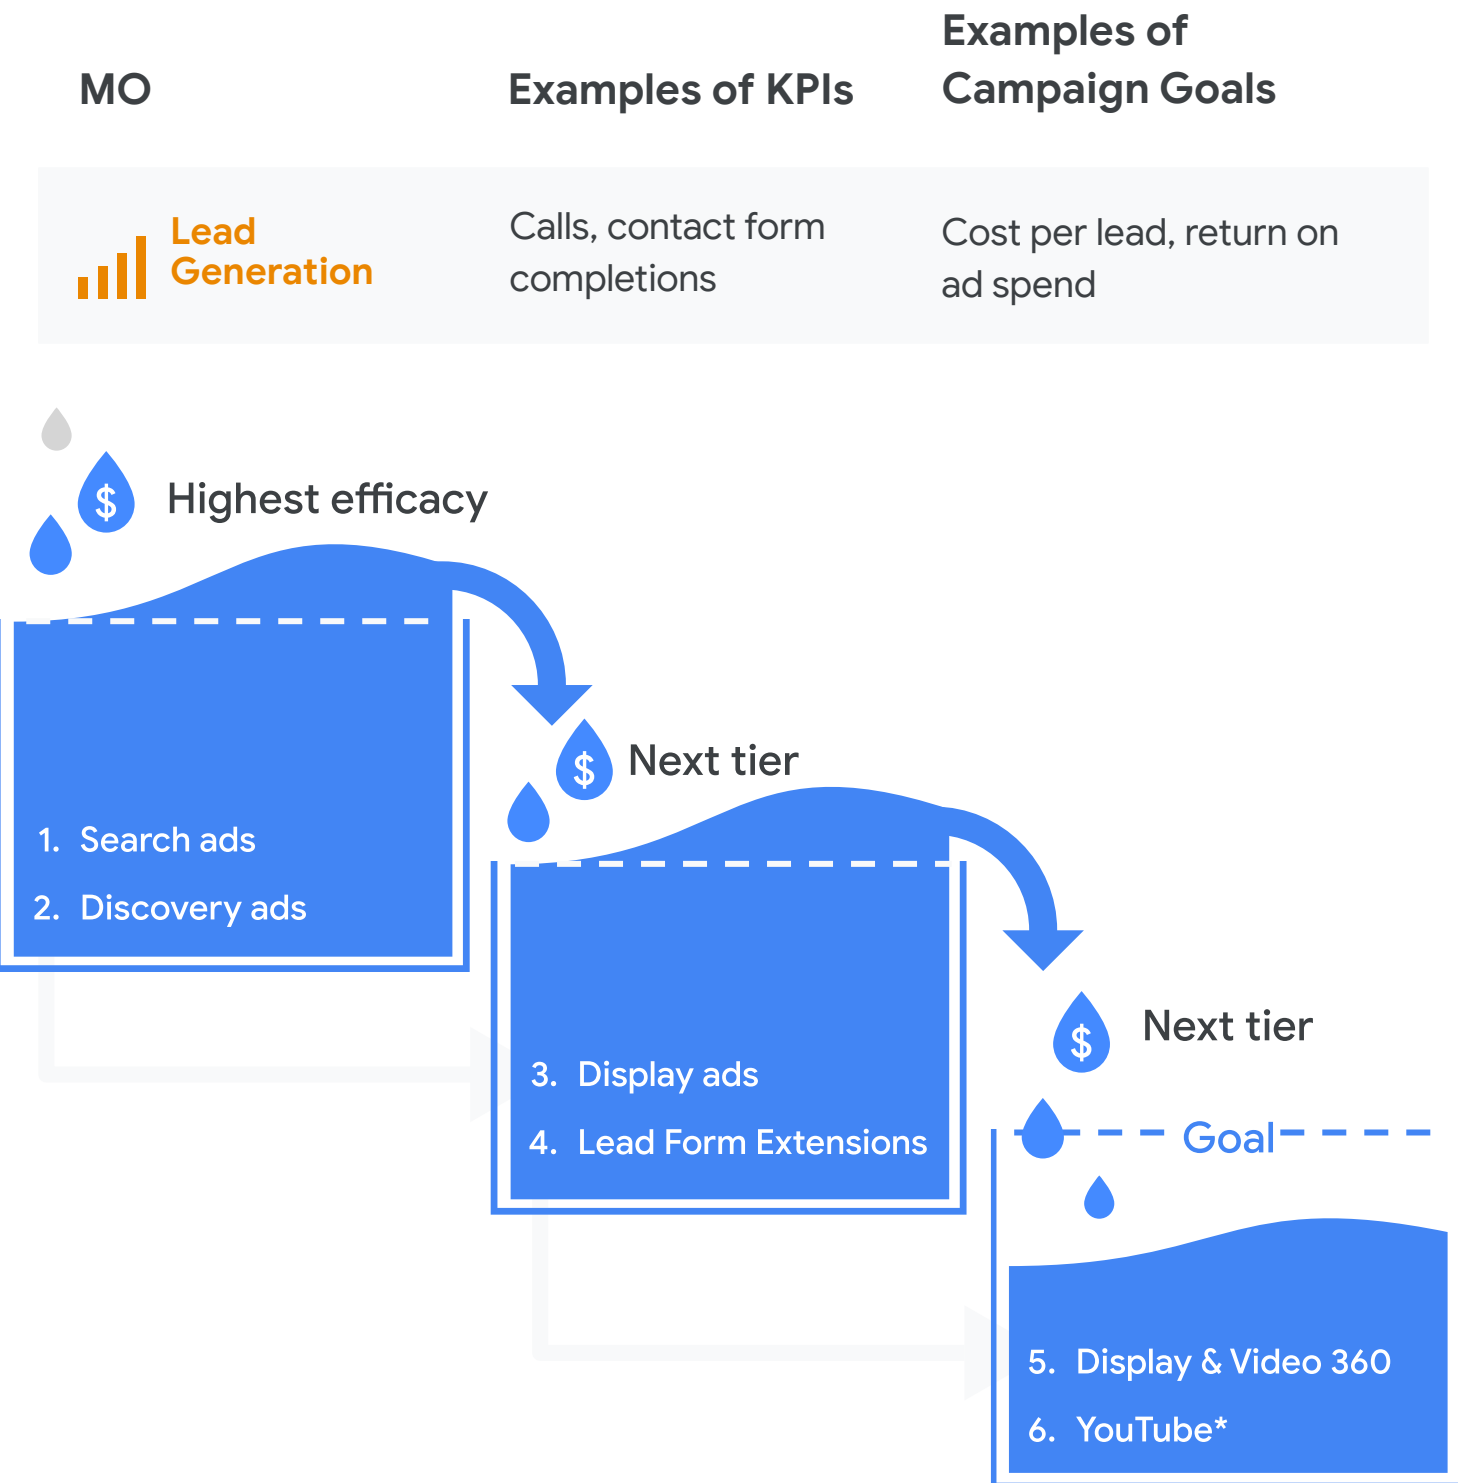 MO
Examples of KPIs
Examples of
Campaign Goals
Lead
Generation
Calls, contact form
completions
Cost per lead, return on
ad spend
$
Highest efficacy
$
Next tier
1. Search ads
2. Discovery ads
$
Next tier
3. Display ads
4. Lead Form Extensions
Goal
5. Display & Video 360
6. YouTube*